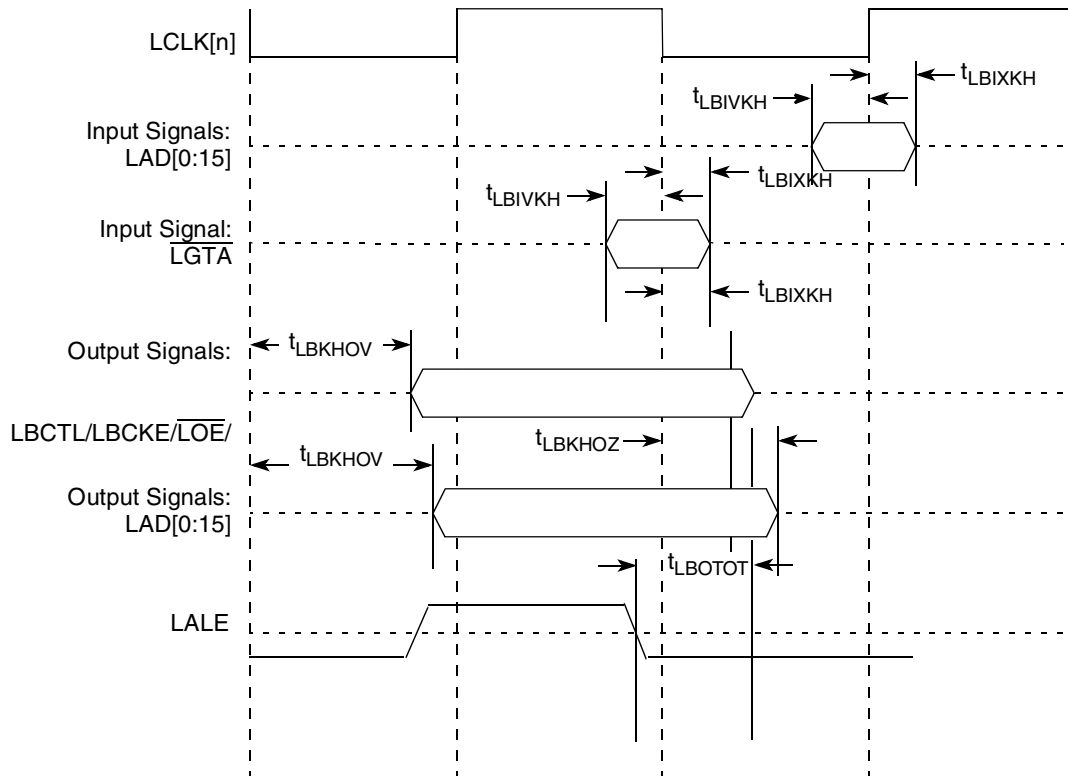 LCLK[n]
tLBIXKH
tLBIVKH
Input Signals:
LAD[0:15]
tLBIXKH
tLBIVKH
Input Signal:
LGTA
tLBIXKH
tLBKHOV
Output Signals:
LBCTL/LBCKE/LOE/
tLBKHOZ
tLBKHOV
Output Signals:
LAD[0:15]
tLBOTOT
LALE